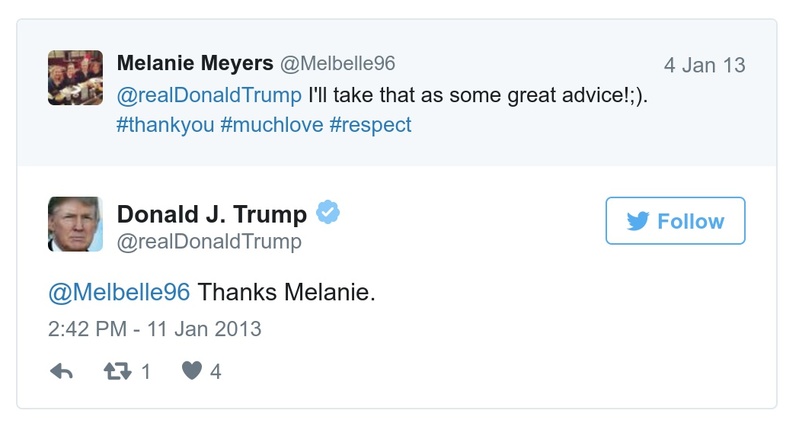 Melanie Meyers @Melbelle96 4 Jan 13
@realDonaldTrump I'll take that as some great advice!;).
#thankyou #muchlove #respect
Donald J. Trump
@realDonaldTrump
Follow
@Melbelle96 Thanks Melanie.
2:42 PM - 11 Jan 2013
1 4